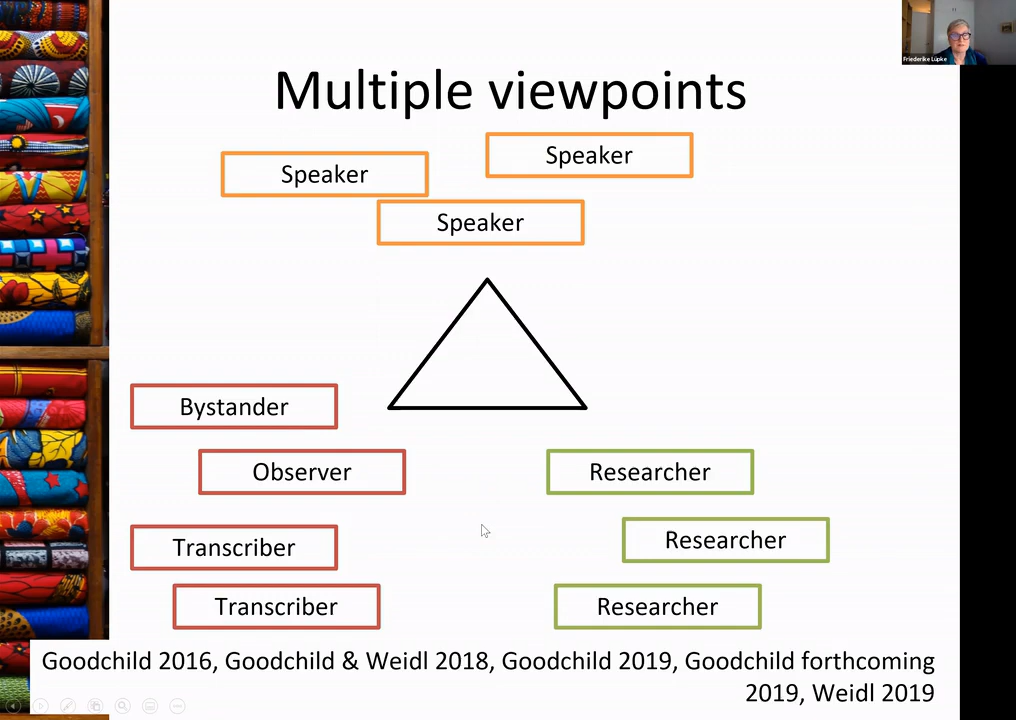 Friederike Lüpke
Multiple viewpoints
Speaker
Speaker
Speaker
Bystander
Observer
Researcher
Transcriber
Researcher
Transcriber
Researcher
Goodchild 2016, Goodchild & Weidl 2018, Goodchild 2019, Goodchild forthcoming
2019, Weidl 2019